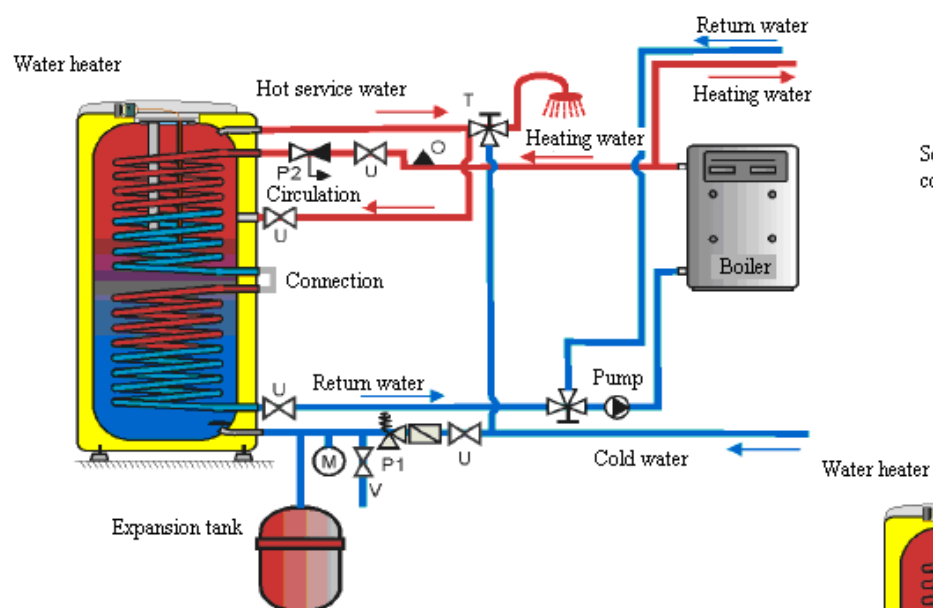 Return water
Water heater
Hot service water
T
Heating water
Heating water
O
P2
U
Circulation
U
Boiler
Connection
U
Return water
Pump
M
P1
U
Cold water
V
Water heater
Expansion tank